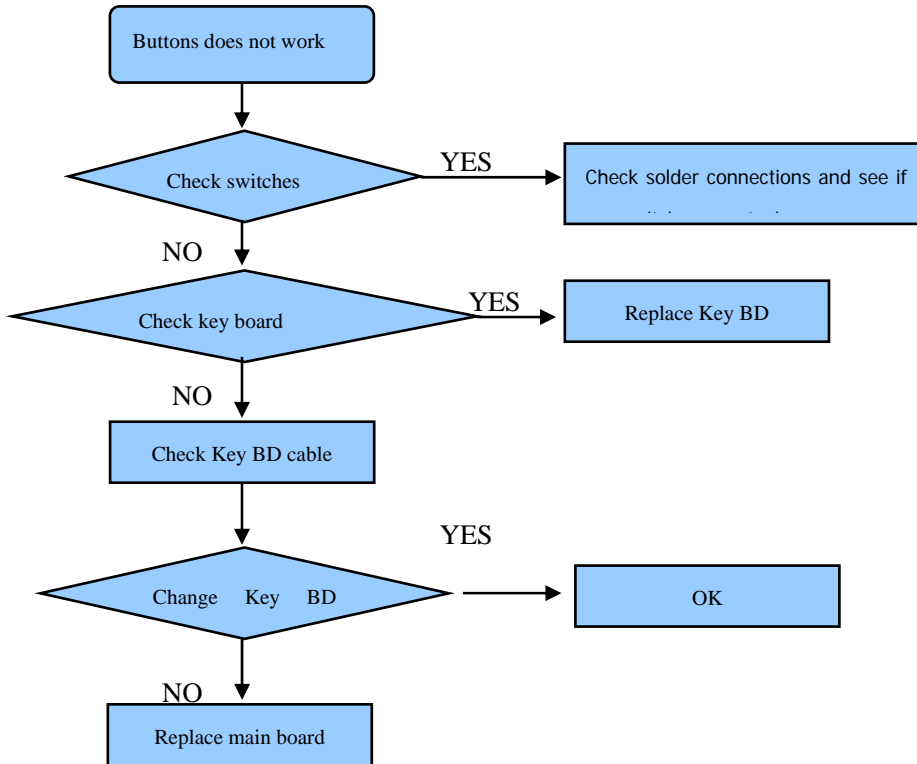 Buttons does not work
Check switches
YES
Check solder connections and see if
NO
Check key board
YES
Replace Key BD
NO
Check Key BD cable
YES
Change Key BD
OK
NO
Replace main board